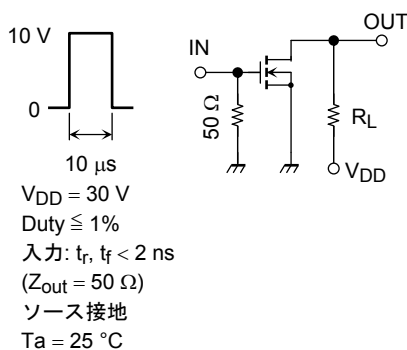 10 V
0
10 μs
IN
50 Ω
OUT
RL
VDD
VDD = 30 V
Duty ≦ 1%
入力: tr, tf < 2 ns
(Zout = 50 Ω)
ソース接地
Ta = 25 °C